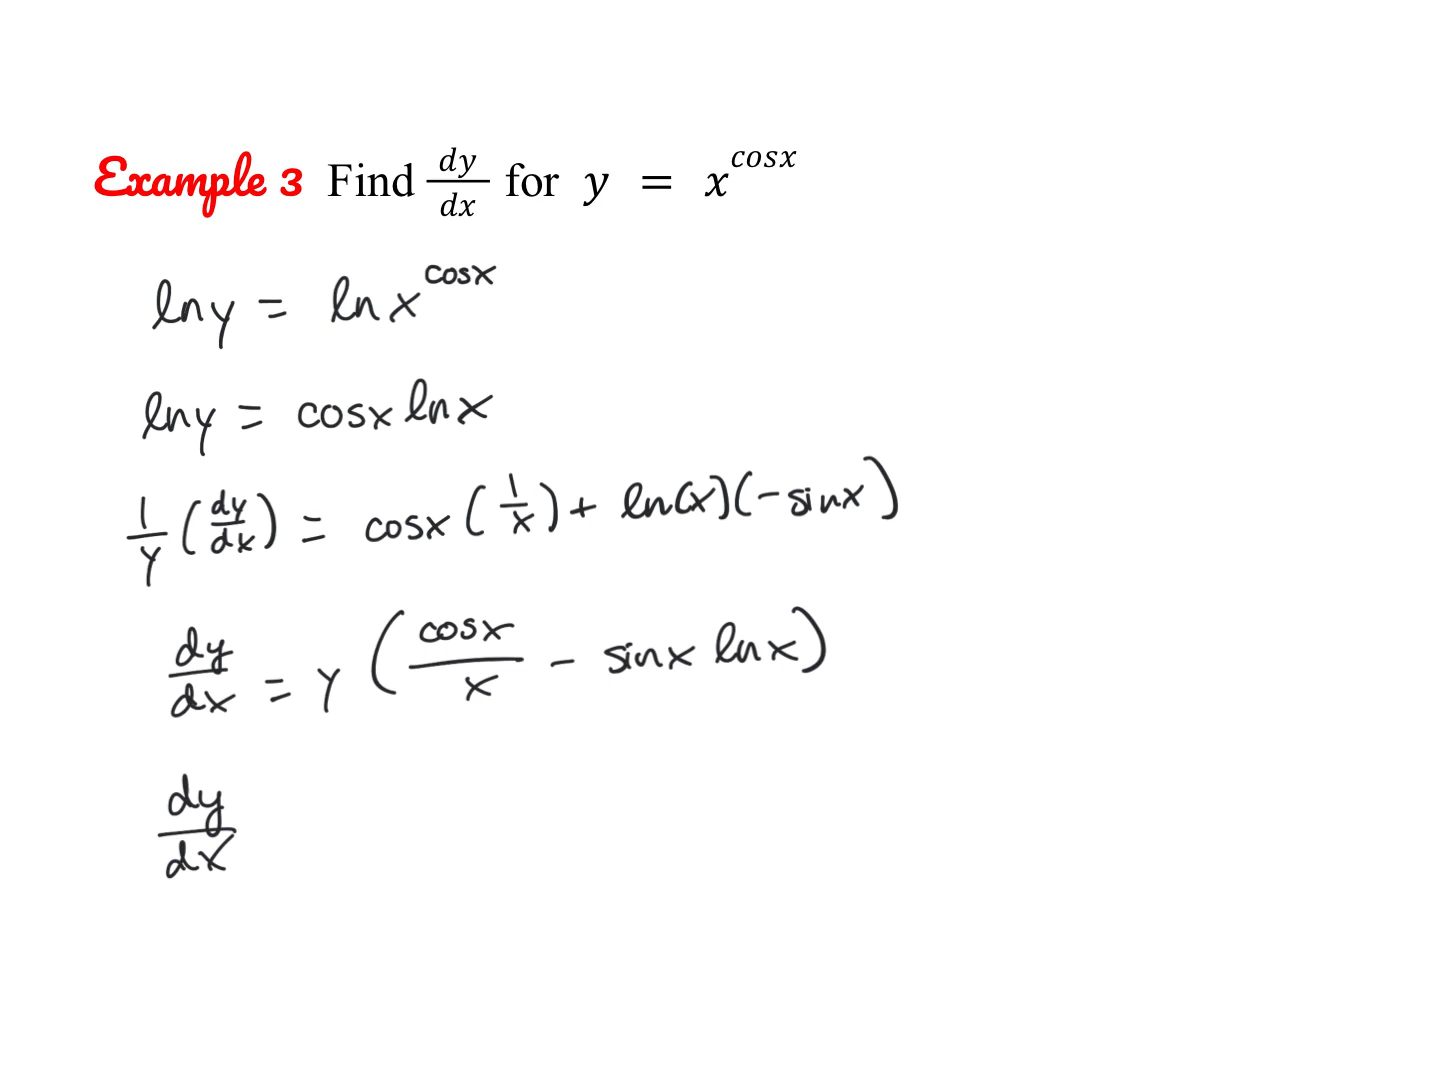 Example 3 Find dy/dx for y = x^cosx
ln y = ln x^cosx
ln y = cosx ln x
1/y (dy/dx) = cosx (1/x) + ln(x)(-sinx)
dy/dx = y (cosx/x - sinx ln x)
dy/dx